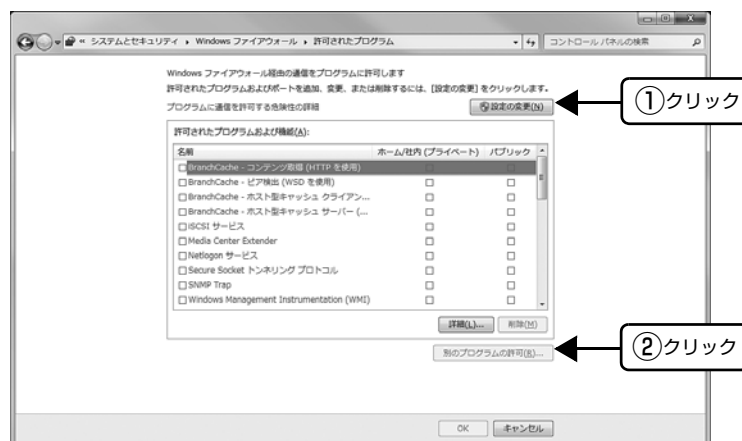 « システムとセキュリティ ▸ Windows ファイアウォール ▸ 許可されたプログラム
コントロール パネルの検索
Windows ファイアウォール経由の通信をプログラムに許可します
許可されたプログラムおよびポートを追加、変更、または削除するには、[設定の変更] をクリックします。
プログラムに通信を許可する危険性の詳細
設定の変更(N)
①クリック
許可されたプログラムおよび機能(A):
名前 ホーム/社内 (プライベート) パブリック
BranchCache - コンテンツ取得 (HTTP を使用)
BranchCache - ピア検出 (WSD を使用)
BranchCache - ホスト型キャッシュ クライアン...
BranchCache - ホスト型キャッシュ サーバー (...
iSCSI サービス
Media Center Extender
Netlogon サービス
Secure Socket トンネリング プロトコル
SNMP Trap
Windows Management Instrumentation (WMI)
詳細(L)... 削除(M)
別のプログラムの許可(R)...
②クリック
OK キャンセル